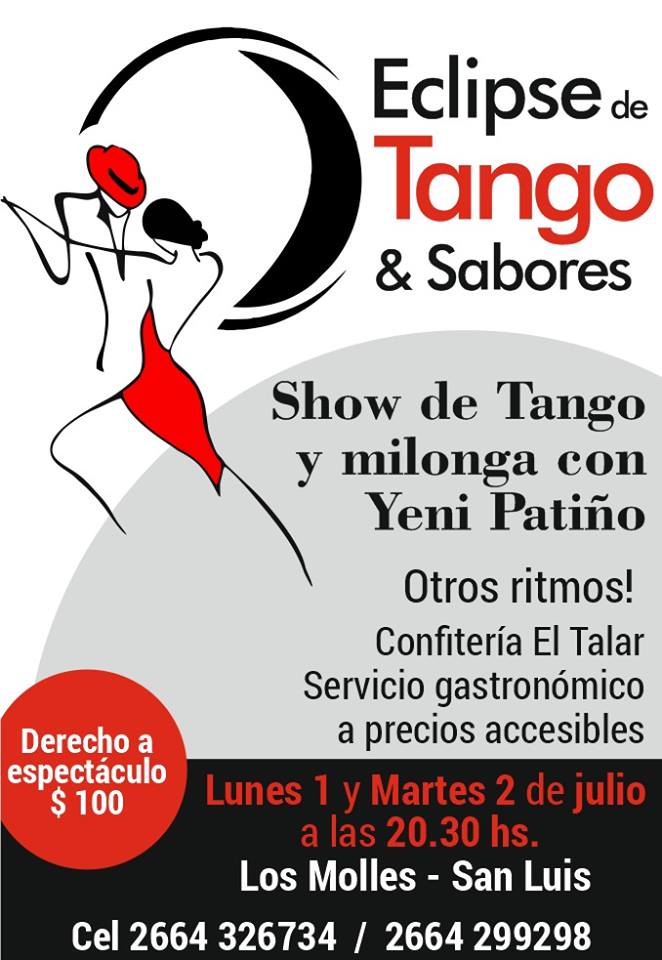 Eclipse de
Tango
& Sabores
Show de Tango
y milonga con
Yeni Patiño
Otros ritmos!
Confitería El Talar
Servicio gastronómico
a precios accesibles
Derecho a
espectáculo
$ 100
Lunes 1 y Martes 2 de julio
a las 20.30 hs.
Los Molles - San Luis
Cel 2664 326734 / 2664 299298